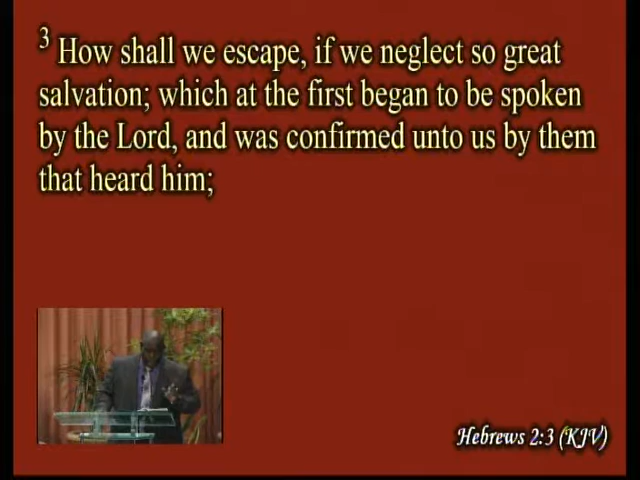 3 How shall we escape, if we neglect so great
salvation; which at the first began to be spoken
by the Lord, and was confirmed unto us by them
that heard him;
Hebrews 2:3 (KJV)